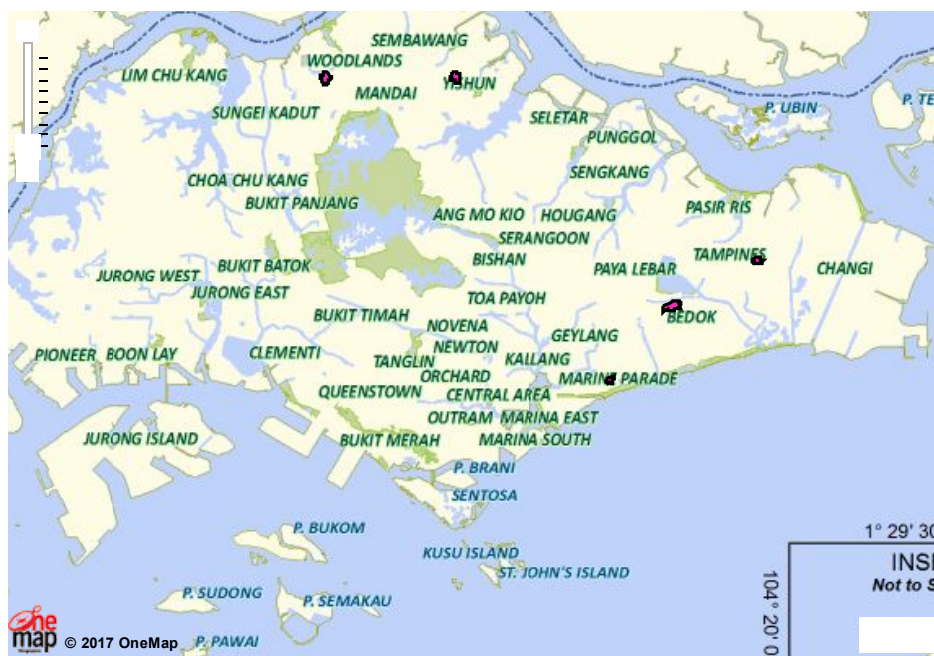 SEMBAWANG
WOODLANDS
LIM CHU KANG
YISHUN
MANDAI
P. UBIN
P. TE
SUNGEI KADUT
SELETAR
PUNGGOL
SENGKANG
CHOA CHU KANG
BUKIT PANJANG
PASIR RIS
ANG MO KIO
HOUGANG
SERANGOON
TAMPINES
BISHAN
PAYA LEBAR
CHANGI
BUKIT BATOK
JURONG WEST
JURONG EAST
TOA PAYOH
BUKIT TIMAH
BEDOK
NOVENA
GEYLANG
NEWTON
PIONEER
BOON LAY
CLEMENTI
TANGLIN
KALLANG
ORCHARD
MARINE PARADE
QUEENSTOWN
CENTRAL AREA
OUTRAM
MARINA EAST
JURONG ISLAND
BUKIT MERAH
MARINA SOUTH
P. BRANI
SENTOSA
P. BUKOM
1° 29' 30
KUSU ISLAND
INS
ST. JOHN'S ISLAND
Not to S
104° 20' 0
P. SUDONG
P. SEMAKAU
One
map © 2017 OneMap
P. PAWAI